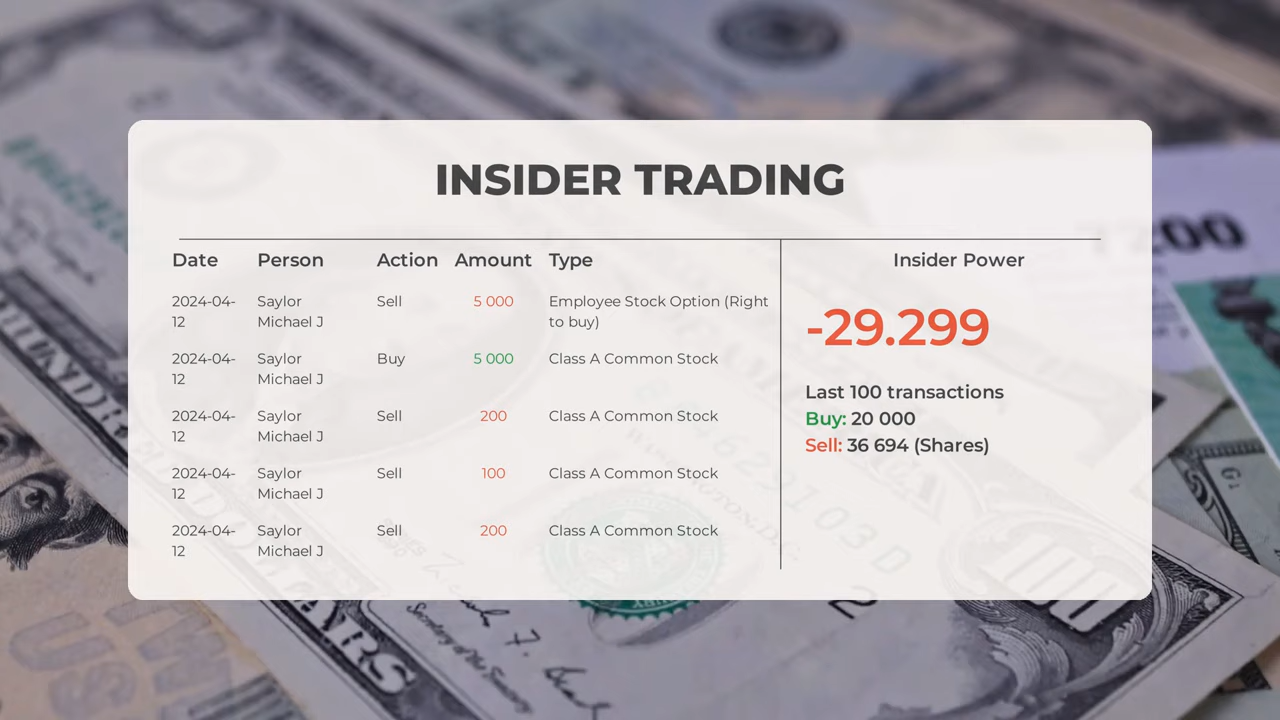 INSIDER TRADING
Date Person Action Amount Type
2024-04- Saylor Sell 5 000 Employee Stock Option (Right
12 Michael J to buy)
2024-04- Saylor Buy 5 000 Class A Common Stock
12 Michael J
2024-04- Saylor Sell 200 Class A Common Stock
12 Michael J
2024-04- Saylor Sell 100 Class A Common Stock
12 Michael J
2024-04- Saylor Sell 200 Class A Common Stock
12 Michael J
Insider Power
-29.299
Last 100 transactions
Buy: 20 000
Sell: 36 694 (Shares)